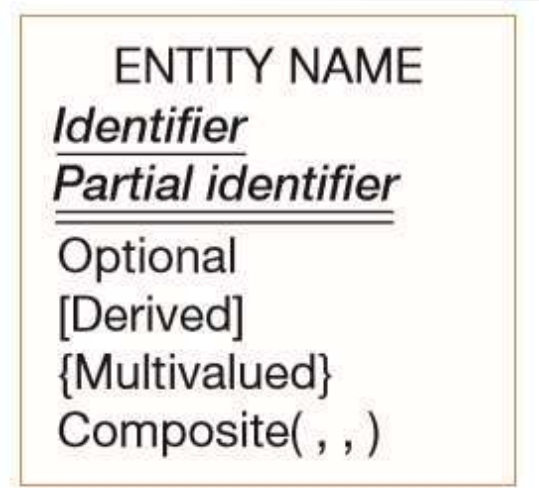 ENTITY NAME
Identifier
Partial identifier
Optional
[Derived]
{Multivalued}
Composite( , , )